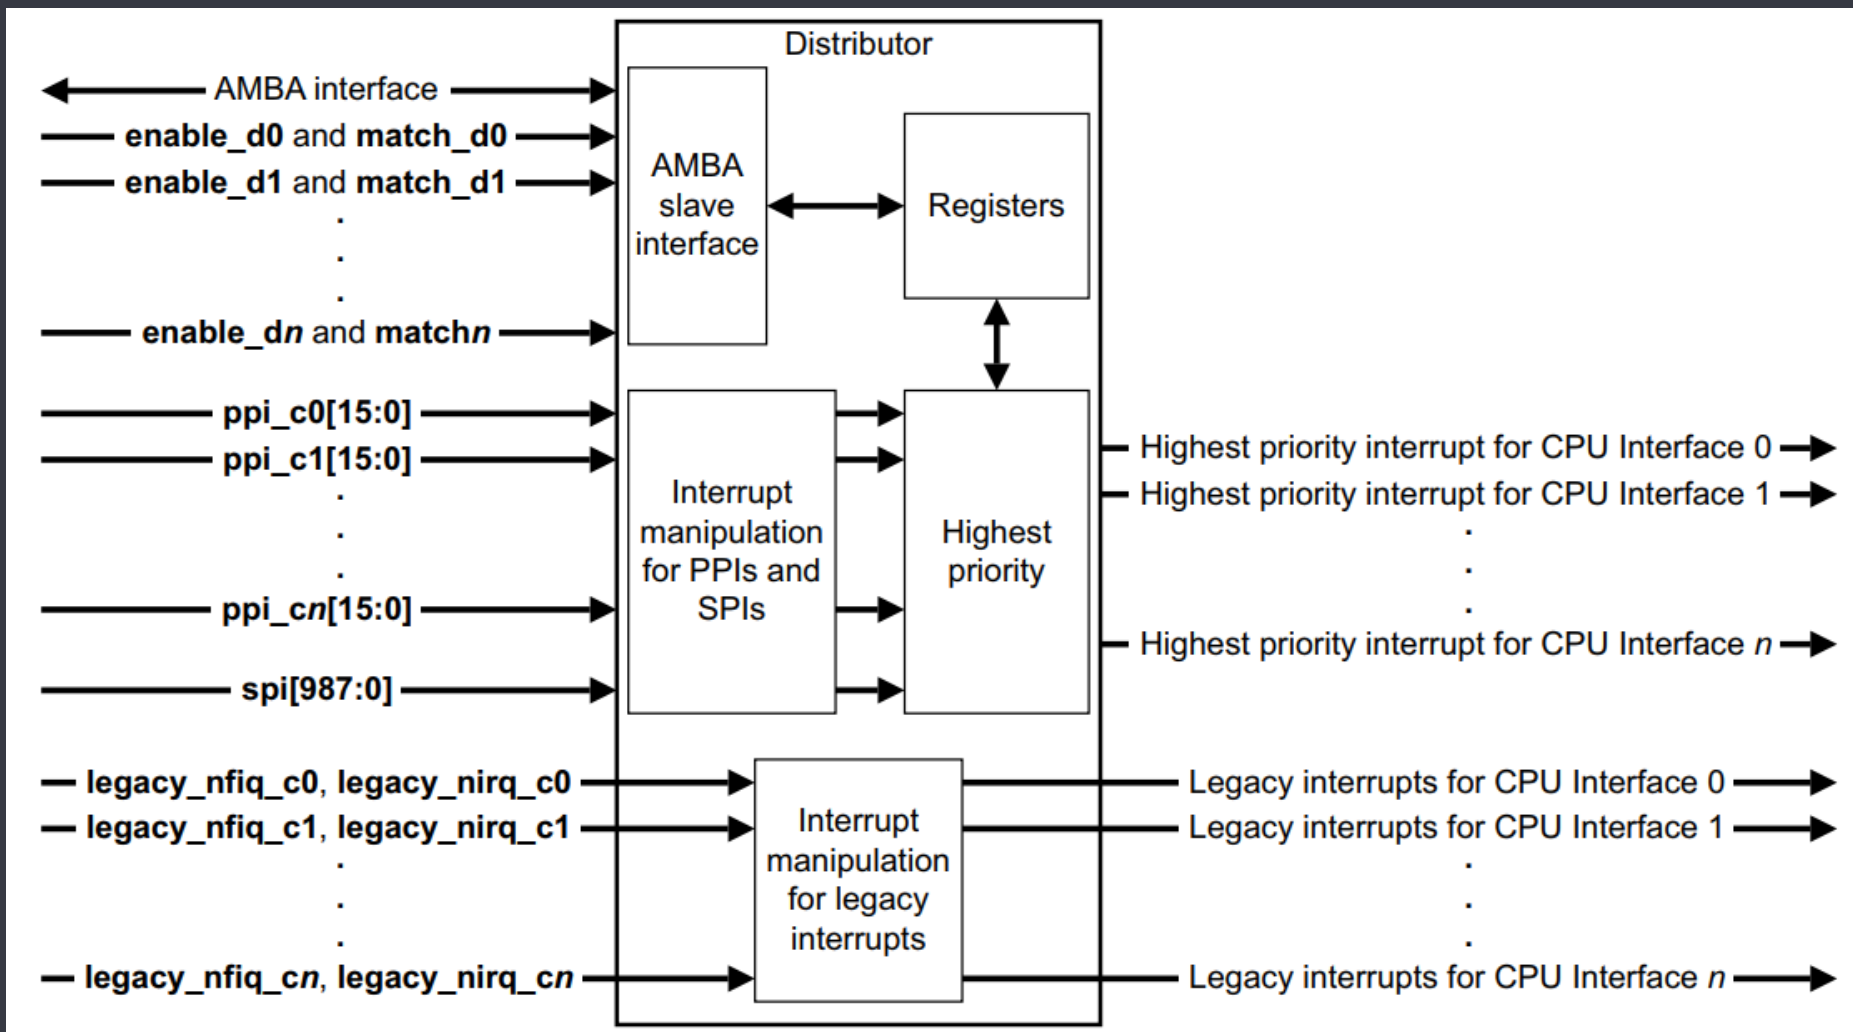 Distributor
AMBA interface
enable_d0 and match_d0
enable_d1 and match_d1
.
.
.
enable_dn and matchn
AMBA
slave
interface
Registers
ppi_c0[15:0]
ppi_c1[15:0]
.
.
.
ppi_cn[15:0]
spi[987:0]
Interrupt
manipulation
for PPIs and
SPIs
Highest
priority
Highest priority interrupt for CPU Interface 0
Highest priority interrupt for CPU Interface 1
.
.
.
Highest priority interrupt for CPU Interface n
legacy_nfiq_c0, legacy_nirq_c0
legacy_nfiq_c1, legacy_nirq_c1
.
.
.
legacy_nfiq_cn, legacy_nirq_cn
Interrupt
manipulation
for legacy
interrupts
Legacy interrupts for CPU Interface 0
Legacy interrupts for CPU Interface 1
.
.
.
Legacy interrupts for CPU Interface n